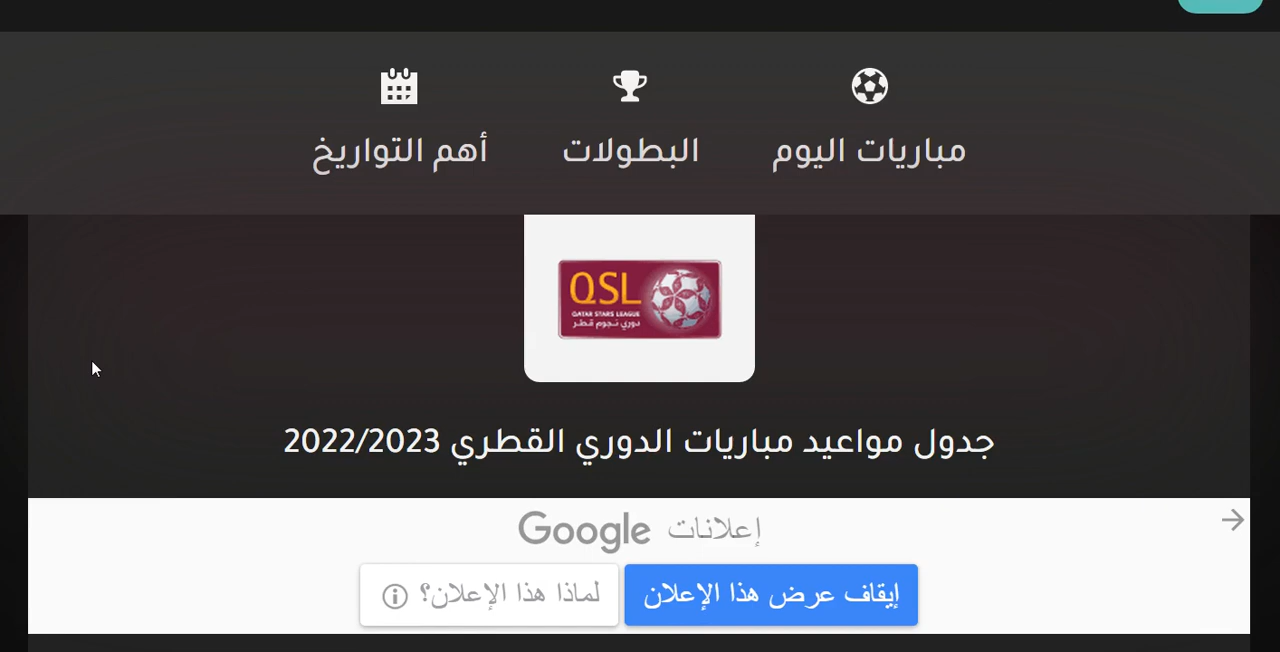 مباريات اليوم
البطولات
أهم التواريخ
QSL
QATAR STARS LEAGUE
دوري نجوم قطر
جدول مواعيد مباريات الدوري القطري 2022/2023
إعلانات Google
إيقاف عرض هذا الإعلان
لماذا هذا الإعلان؟